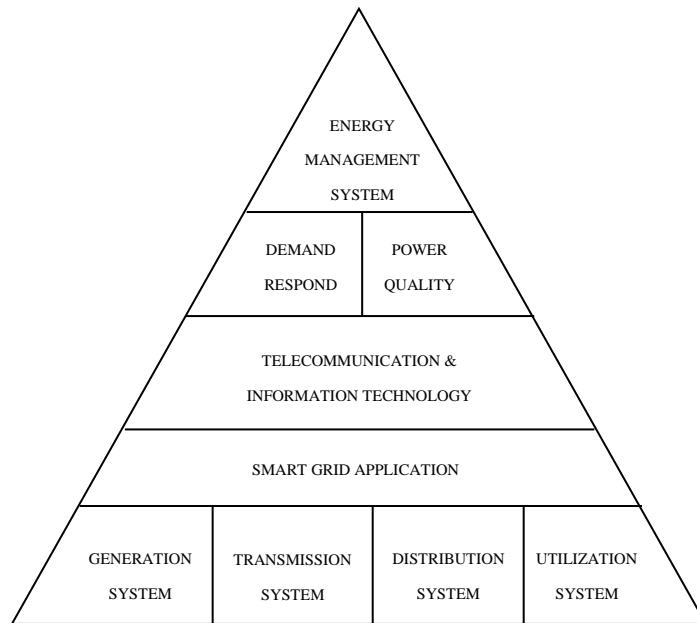 ENERGY
MANAGEMENT
SYSTEM
DEMAND
RESPOND
POWER
QUALITY
TELECOMMUNICATION &
INFORMATION TECHNOLOGY
SMART GRID APPLICATION
GENERATION
SYSTEM
TRANSMISSION
SYSTEM
DISTRIBUTION
SYSTEM
UTILIZATION
SYSTEM